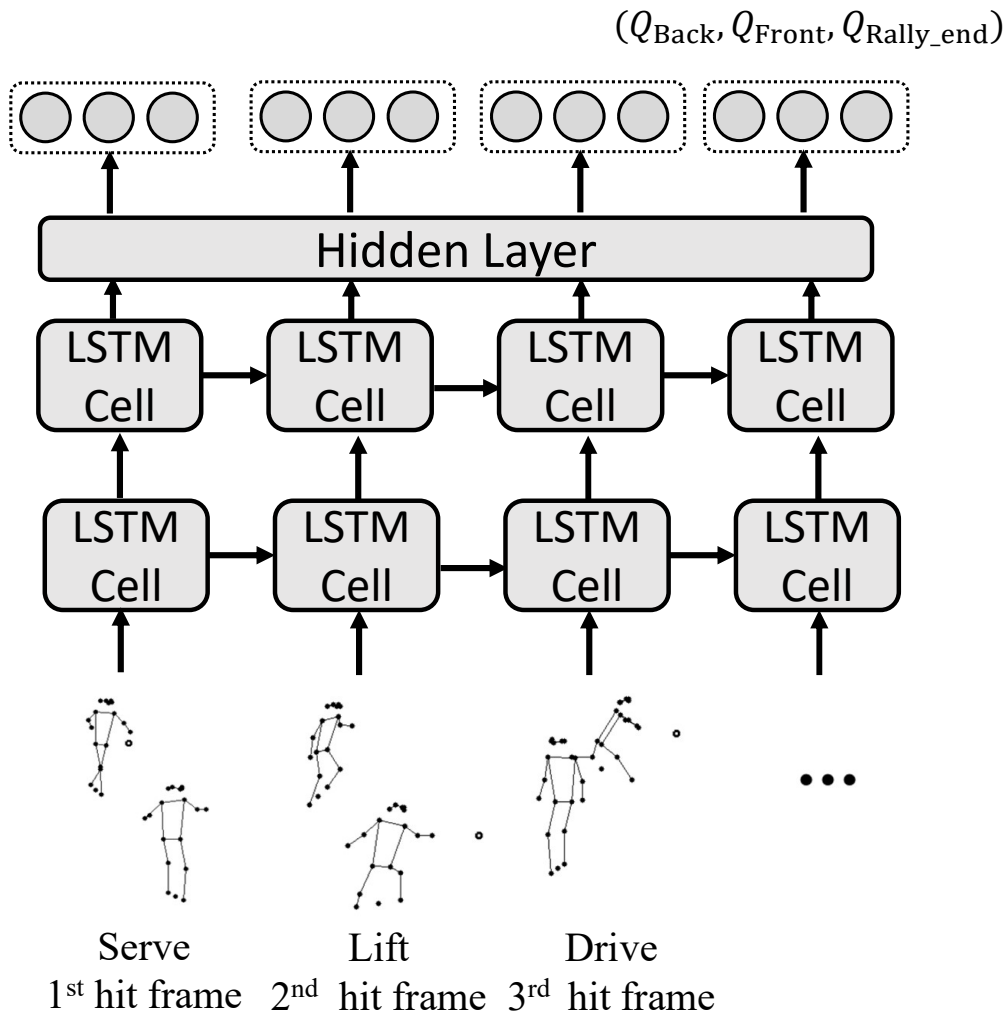 (Q_Back, Q_Front, Q_Rally_end)
Hidden Layer
LSTM Cell
LSTM Cell
LSTM Cell
LSTM Cell
LSTM Cell
LSTM Cell
LSTM Cell
LSTM Cell
Serve
1st hit frame
Lift
2nd hit frame
Drive
3rd hit frame